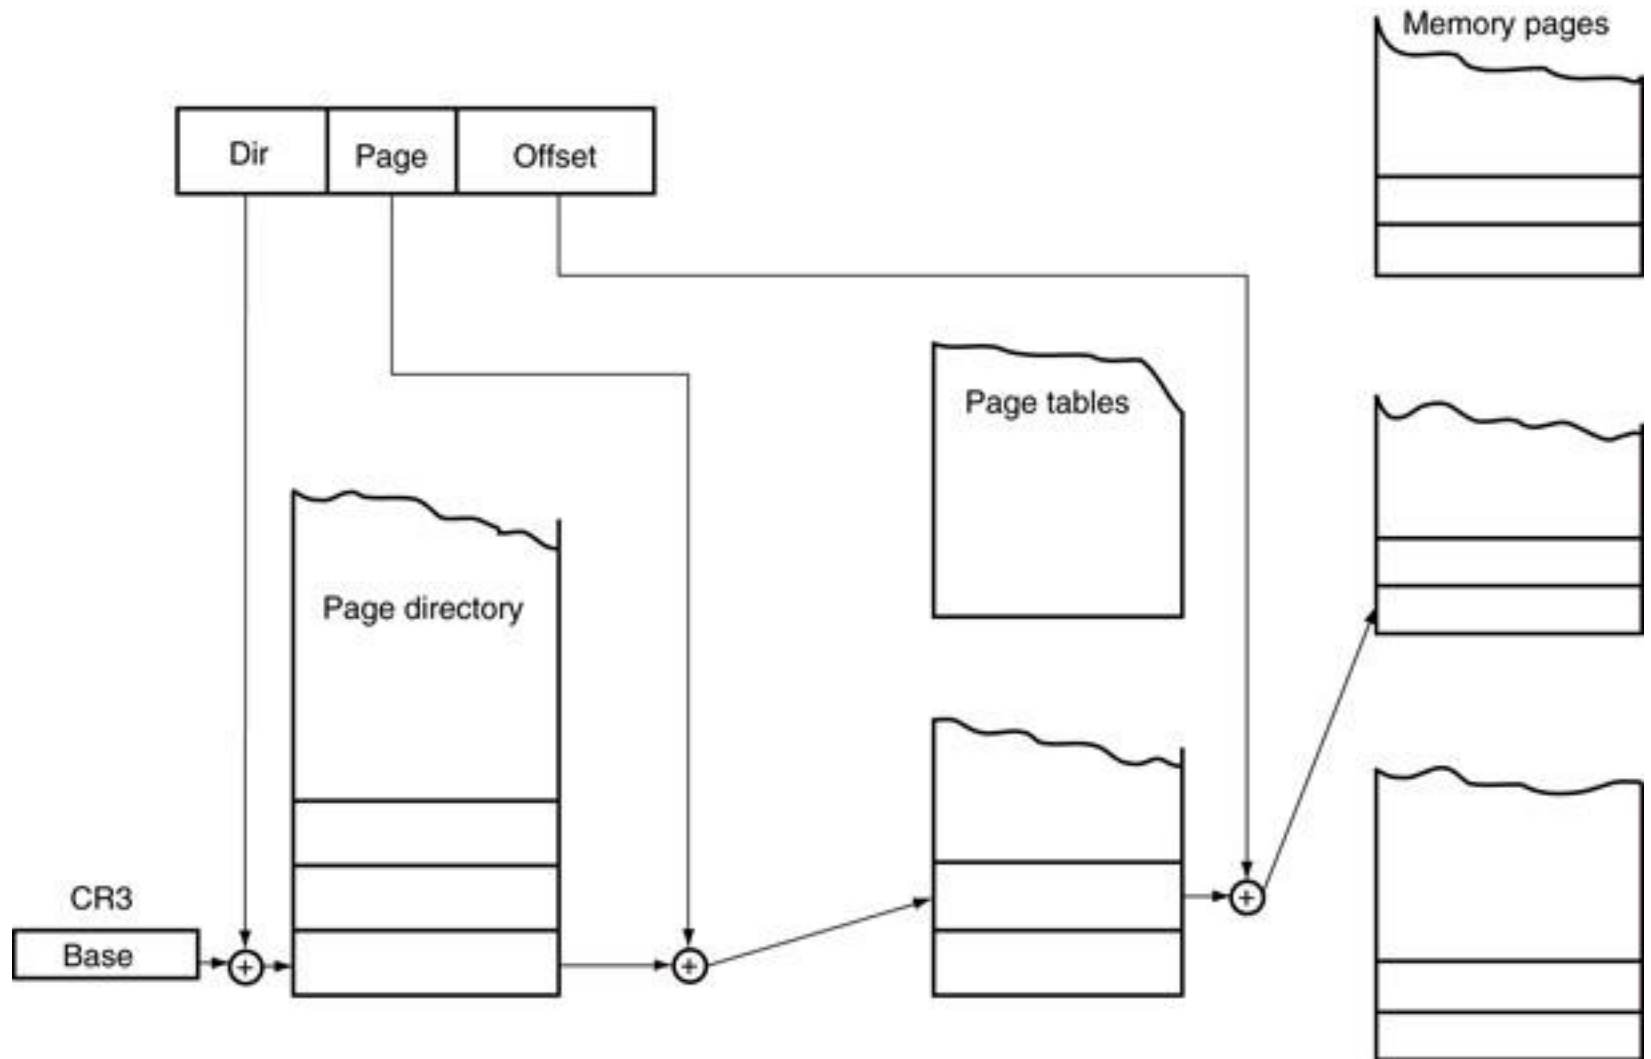 Memory pages
Dir
Page
Offset
Page tables
Page directory
CR3
Base
+
+
+